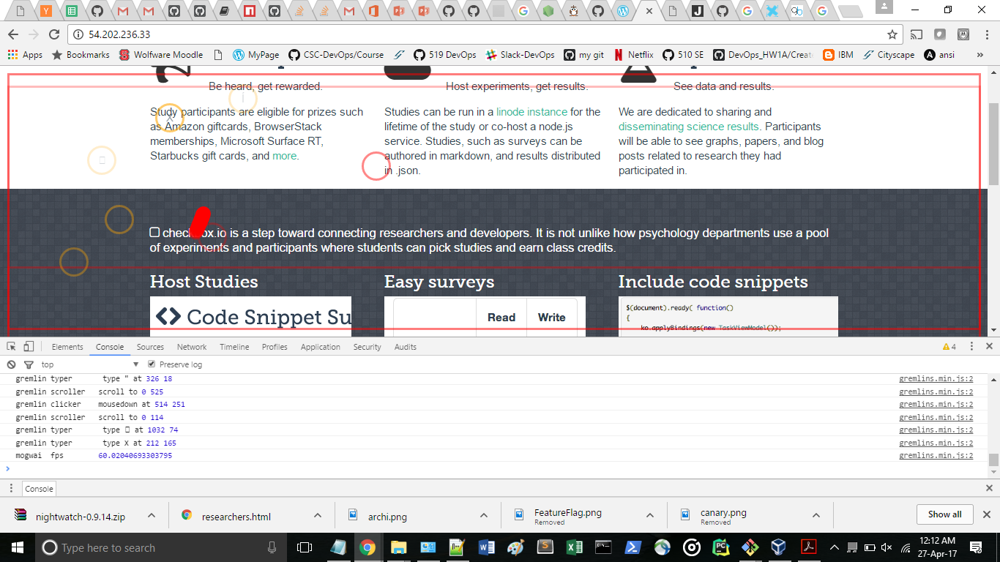 54.202.236.33
Apps
Bookmarks
Wolfware Moodle
MyPage
CSC-DevOps/Course
519 DevOps
Slack-DevOps
my git
Netflix
510 SE
DevOps_HW1A/Creat
IBM
Cityscape
ansi
»
Be heard, get rewarded.
Host experiments, get results.
See data and results.
Study participants are eligible for prizes such
as Amazon giftcards, BrowserStack
memberships, Microsoft Surface RT,
Starbucks gift cards, and more.
Studies can be run in a linode instance for the
lifetime of the study or co-host a node.js
service. Studies, such as surveys can be
authored in markdown, and results distributed
in .json.
We are dedicated to sharing and
disseminating science results. Participants
will be able to see graphs, papers, and blog
posts related to research they had
participated in.
X
i
checkbox.io is a step toward connecting researchers and developers. It is not unlike how psychology departments use a pool
of experiments and participants where students can pick studies and earn class credits.
Host Studies
Easy surveys
Include code snippets
<> Code Snippet Su
Read
Write
$(document).ready( function()
{
ko.applyBindings(new TaskViewModel());
Elements
Console
Sources
Network
Timeline
Profiles
Application
Security
Audits
4
top
Preserve log
gremlin typer type " at 326 18 gremlins.min.js:2
gremlin scroller scroll to 0 525 gremlins.min.js:2
gremlin clicker mousedown at 514 251 gremlins.min.js:2
gremlin scroller scroll to 0 114 gremlins.min.js:2
gremlin typer type □ at 1032 74 gremlins.min.js:2
gremlin typer type X at 212 165 gremlins.min.js:2
mogwai fps 60.02040693303795 gremlins.min.js:2
Console
nightwatch-0.9.14.zip
researchers.html
archi.png
FeatureFlag.png
Removed
canary.png
Removed
Show all
Type here to search
12:12 AM
27-Apr-17